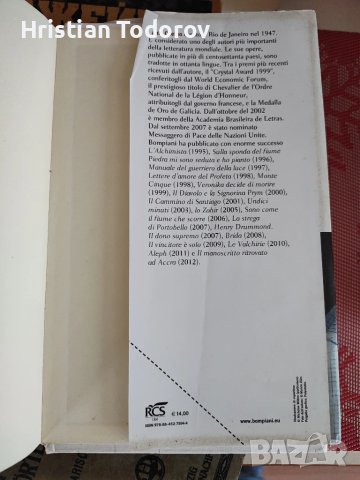 Hristian Todorov
Rio de Janeiro nel 1947.
È considerato uno degli autori più importanti
della letteratura mondiale. Le sue opere,
pubblicate in più di centosettanta paesi, sono
tradotte in ottanta lingue. Tra i premi più recenti
ricevuti dall'autore, il "Crystal Award 1999",
conferitogli dal World Economic Forum,
il prestigioso titolo di Chevalier de l'Ordre
National de la Légion d'Honneur,
attribuitogli dal governo francese, e la Medalla
de Oro de Galicia. Dall'ottobre del 2002
è membro della Academia Brasileira de Letras.
Dal settembre 2007 è stato nominato
Messaggero di Pace delle Nazioni Unite.
Bompiani ha pubblicato con enorme successo
L'Alchimista (1995), Sulla sponda del fiume
Piedra mi sono seduta e ho pianto (1996),
Manuale del guerriero della luce (1997),
Lettere d'amore del Profeta (1998), Monte
Cinque (1998), Veronika decide di morire
(1999), Il Diavolo e la Signorina Prym (2000),
Il Cammino di Santiago (2001), Undici
minuti (2003), lo Zahir (2005), Sono come
il fiume che scorre (2006), La strega
di Portobello (2007), Henry Drummond.
Il dono supremo (2007), Brida (2008),
Il vincitore è solo (2009), Le Valchirie (2010),
Aleph (2011) e Il manoscritto ritrovato
ad Accra (2012).
RCS
€ 14,00
www.bompiani.eu
bazar.bg